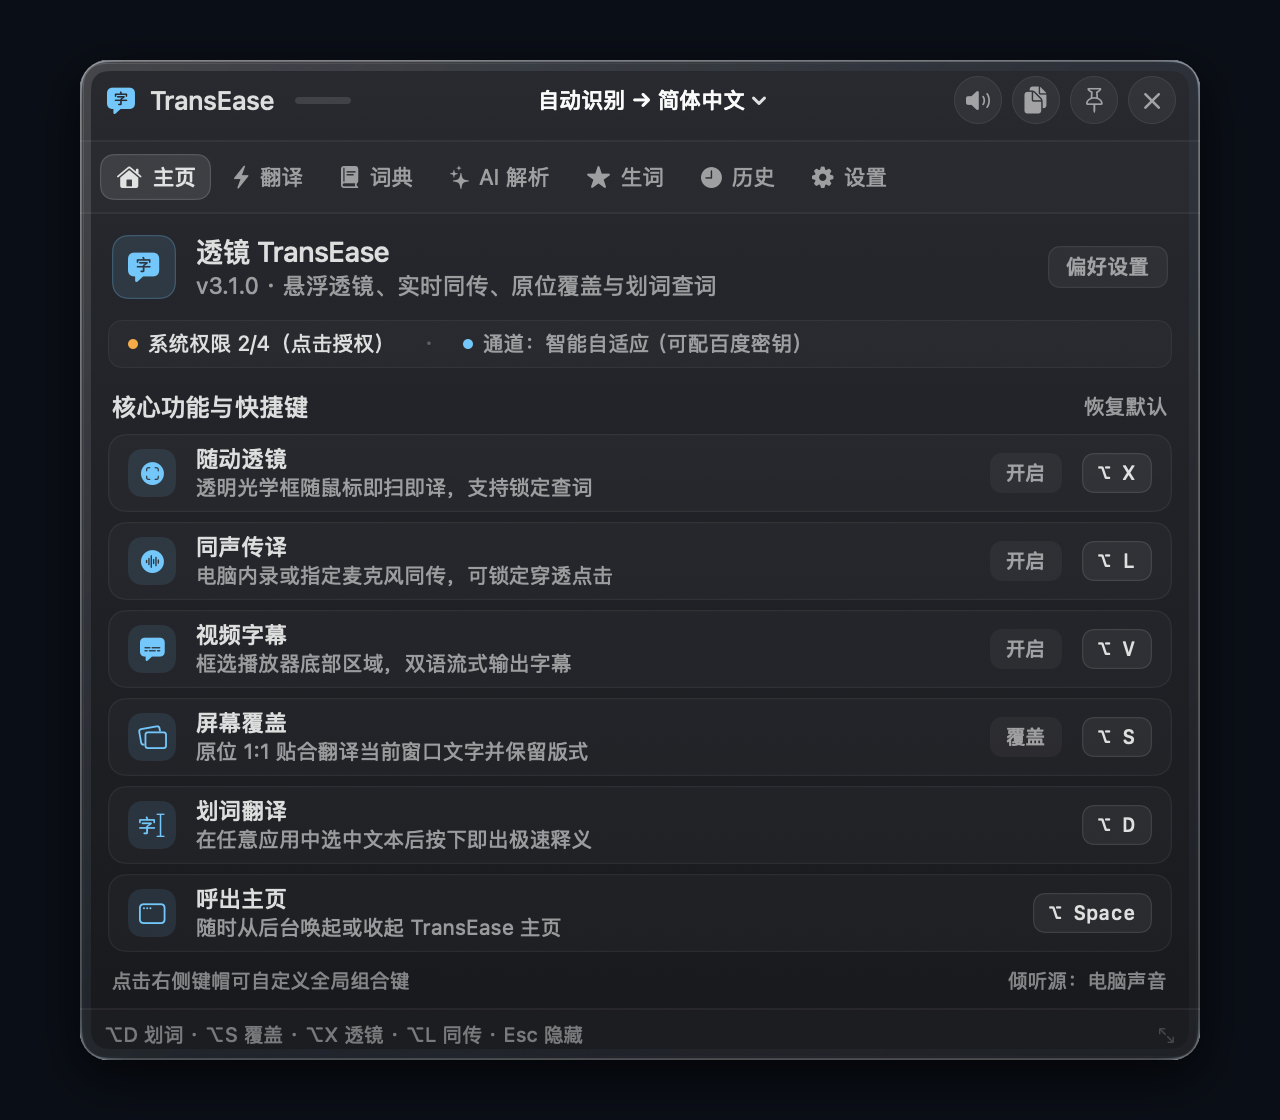 字 TransEase
自动识别 → 简体中文
主页 翻译 词典 AI 解析 生词 历史 设置
字
透镜 TransEase
v3.1.0 · 悬浮透镜、实时同传、原位覆盖与划词查词
偏好设置
系统权限 2/4（点击授权） · 通道：智能自适应（可配百度密钥）
核心功能与快捷键
恢复默认
随动透镜
透明光学框随鼠标即扫即译，支持锁定查词
开启 ⌥ X
同声传译
电脑内录或指定麦克风同传，可锁定穿透点击
开启 ⌥ L
视频字幕
框选播放器底部区域，双语流式输出字幕
开启 ⌥ V
屏幕覆盖
原位 1:1 贴合翻译当前窗口文字并保留版式
覆盖 ⌥ S
字
划词翻译
在任意应用中选中文本后按下即出极速释义
⌥ D
呼出主页
随时从后台唤起或收起 TransEase 主页
⌥ Space
点击右侧键帽可自定义全局组合键
倾听源：电脑声音
⌥D 划词 · ⌥S 覆盖 · ⌥X 透镜 · ⌥L 同传 · Esc 隐藏